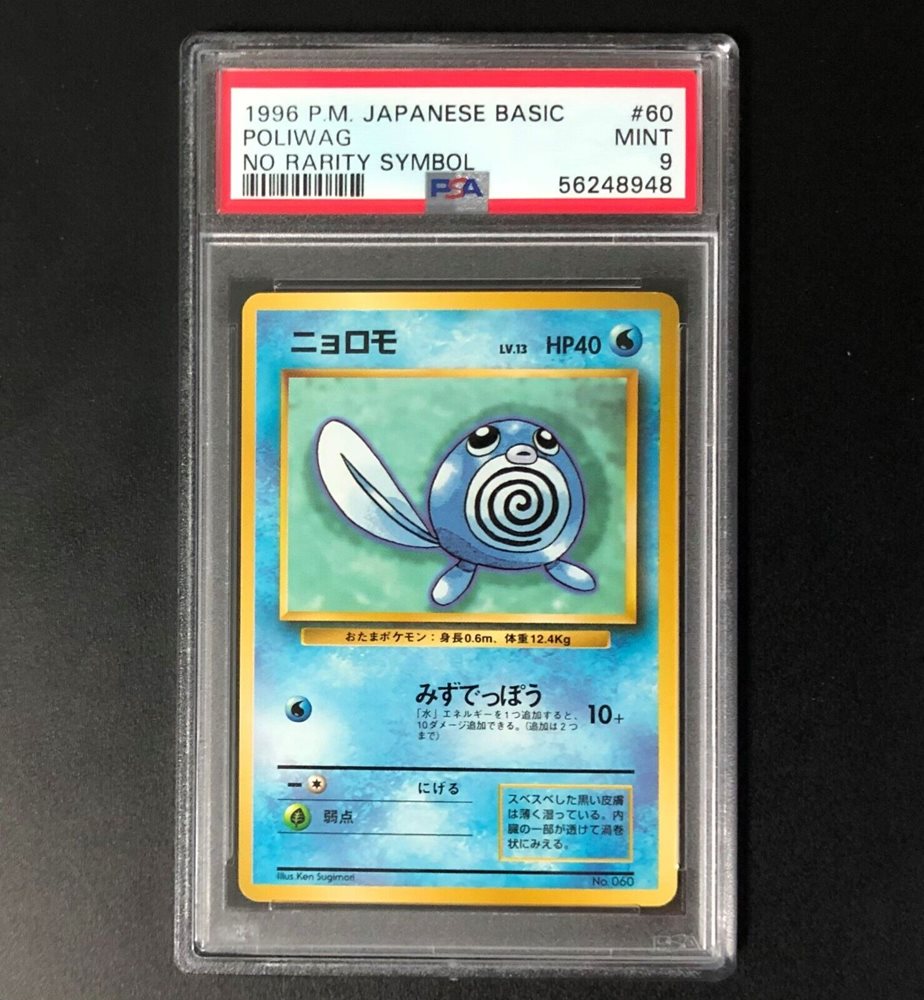 1996 P.M. JAPANESE BASIC #60
POLIWAG MINT
NO RARITY SYMBOL 9
PSA 56248948
ニョロモ LV.13 HP40
おたまポケモン：身長0.6m、体重12.4Kg
みずでっぽう 10+
「水」エネルギーを1つ追加すると、
10ダメージ追加できる。（追加は2つ
まで）
にげる
弱点
スベスベした黒い皮膚
は薄く湿っている。内
臓の一部が透けて渦巻
状にみえる。
Illus. Ken Sugimori No. 060
PSA